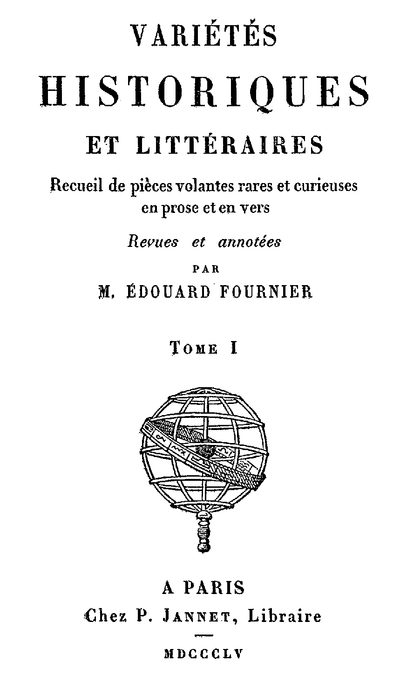 VARIÉTÉS
HISTORIQUES
ET LITTÉRAIRES
Recueil de pièces volantes rares et curieuses
en prose et en vers
Revues et annotées
PAR
M. ÉDOUARD FOURNIER
TOME I
A PARIS
Chez P. JANNET, Libraire
MDCCCLV